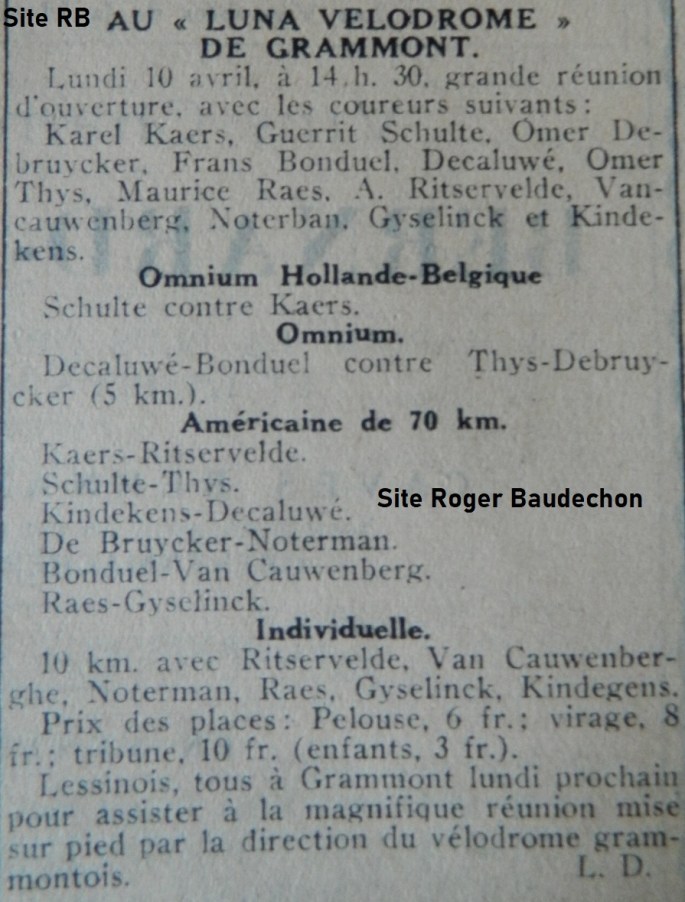 Site RB
AU « LUNA VELODROME »
DE GRAMMONT.
Lundi 10 avril, à 14 h. 30, grande réunion
d'ouverture, avec les coureurs suivants :
Karel Kaers, Guerrit Schulte, Omer De-
bruycker, Frans Bonduel, Decaluwé, Omer
Thys, Maurice Raes, A. Ritservelde, Van-
cauwenberg, Noterban, Gyselinck et Kinde-
kens.
Omnium Hollande-Belgique
Schulte contre Kaers.
Omnium.
Decaluwé-Bonduel contre Thys-Debruy-
cker (5 km.).
Américaine de 70 km.
Kaers-Ritservelde.
Schulte-Thys.
Kindekens-Decaluwé.
Site Roger Baudechon
De Bruycker-Noterman.
Bonduel-Van Cauwenberg.
Raes-Gyselinck.
Individuelle.
10 km. avec Ritservelde, Van Cauwenber-
ghe, Noterman, Raes, Gyselinck, Kindegens.
Prix des places : Pelouse, 6 fr.; virage, 8
fr.; tribune, 10 fr. (enfants, 3 fr.).
Lessinois, tous à Grammont lundi prochain
pour assister à la magnifique réunion mise
sur pied par la direction du vélodrome gram-
montois.
L. D.